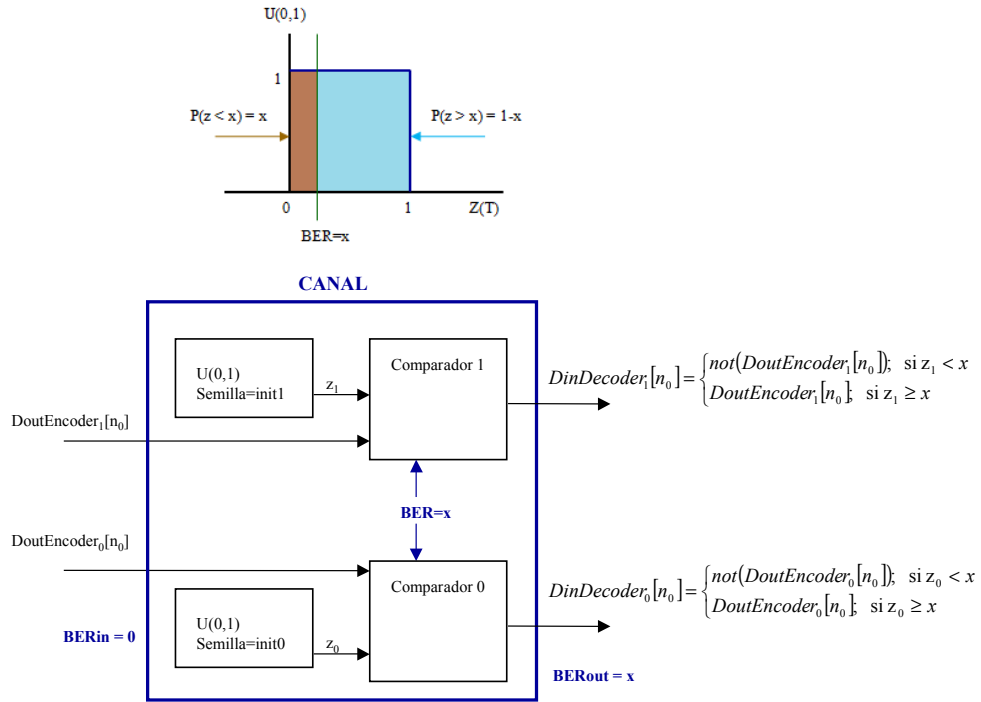 U(0,1)
1
P(z < x) = x
P(z > x) = 1-x
0
1
Z(T)
BER=x
CANAL
U(0,1)
Semilla=init1
z₁
Comparador 1
DoutEncoder₁[n₀]
DinDecoder₁[n₀] = { not(DoutEncoder₁[n₀]); si z₁ < x
DoutEncoder₁[n₀]; si z₁ ≥ x
BER=x
DoutEncoder₀[n₀]
Comparador 0
U(0,1)
Semilla=init0
z₀
DinDecoder₀[n₀] = { not(DoutEncoder₀[n₀]); si z₀ < x
DoutEncoder₀[n₀]; si z₀ ≥ x
BERin = 0
BERout = x